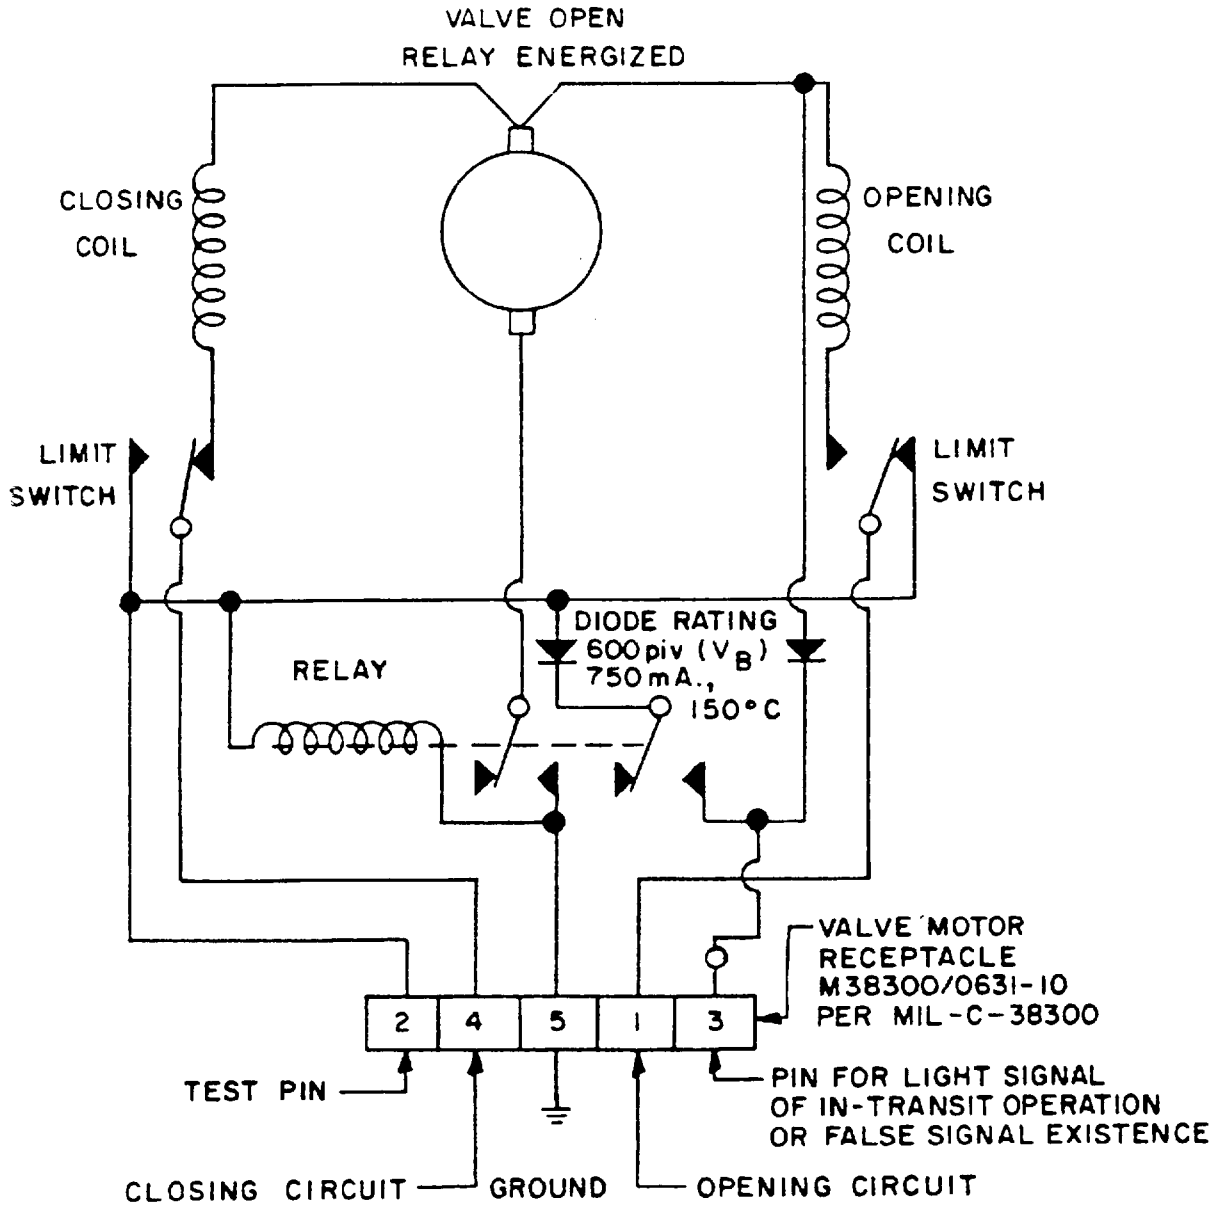 VALVE OPEN
RELAY ENERGIZED
CLOSING
COIL
OPENING
COIL
LIMIT
SWITCH
LIMIT
SWITCH
DIODE RATING
600 piv (VB)
750 mA.,
150°C
RELAY
VALVE MOTOR
RECEPTACLE
M38300/0631-10
PER MIL-C-38300
2 4 5 1 3
TEST PIN
PIN FOR LIGHT SIGNAL
OF IN-TRANSIT OPERATION
OR FALSE SIGNAL EXISTENCE
CLOSING CIRCUIT
GROUND
OPENING CIRCUIT